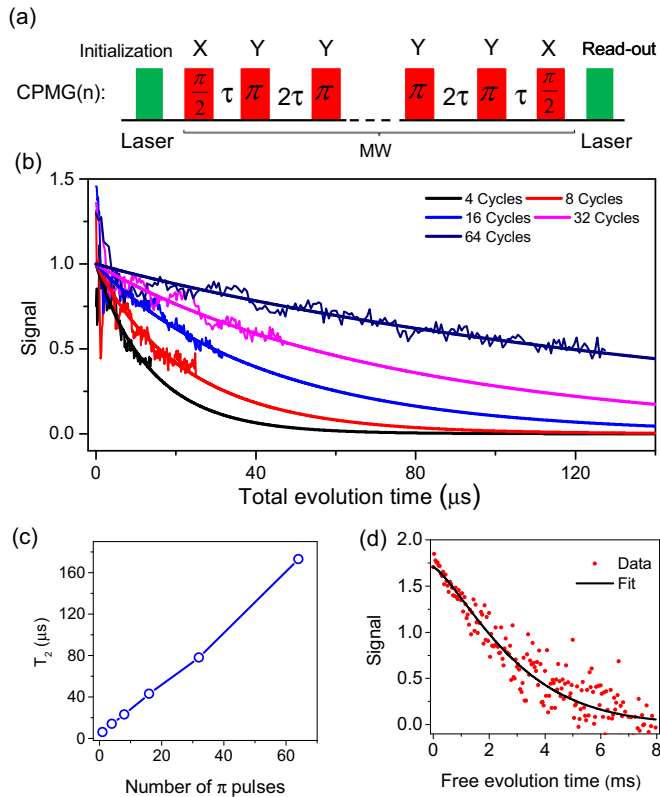 (a)
Initialization X Y Y Y Y X Read-out
CPMG(n): π/2 τ π 2τ π π 2τ π τ π/2
Laser MW Laser
(b)
1.5
1.0
0.5
0.0
Signal
4 Cycles 8 Cycles
16 Cycles 32 Cycles
64 Cycles
0 40 80 120
Total evolution time (μs)
(c)
160
120
80
40
0
T2 (μs)
0 20 40 60
Number of π pulses
(d)
2.0
1.5
1.0
0.5
0.0
Signal
Data
Fit
0 2 4 6 8
Free evolution time (ms)